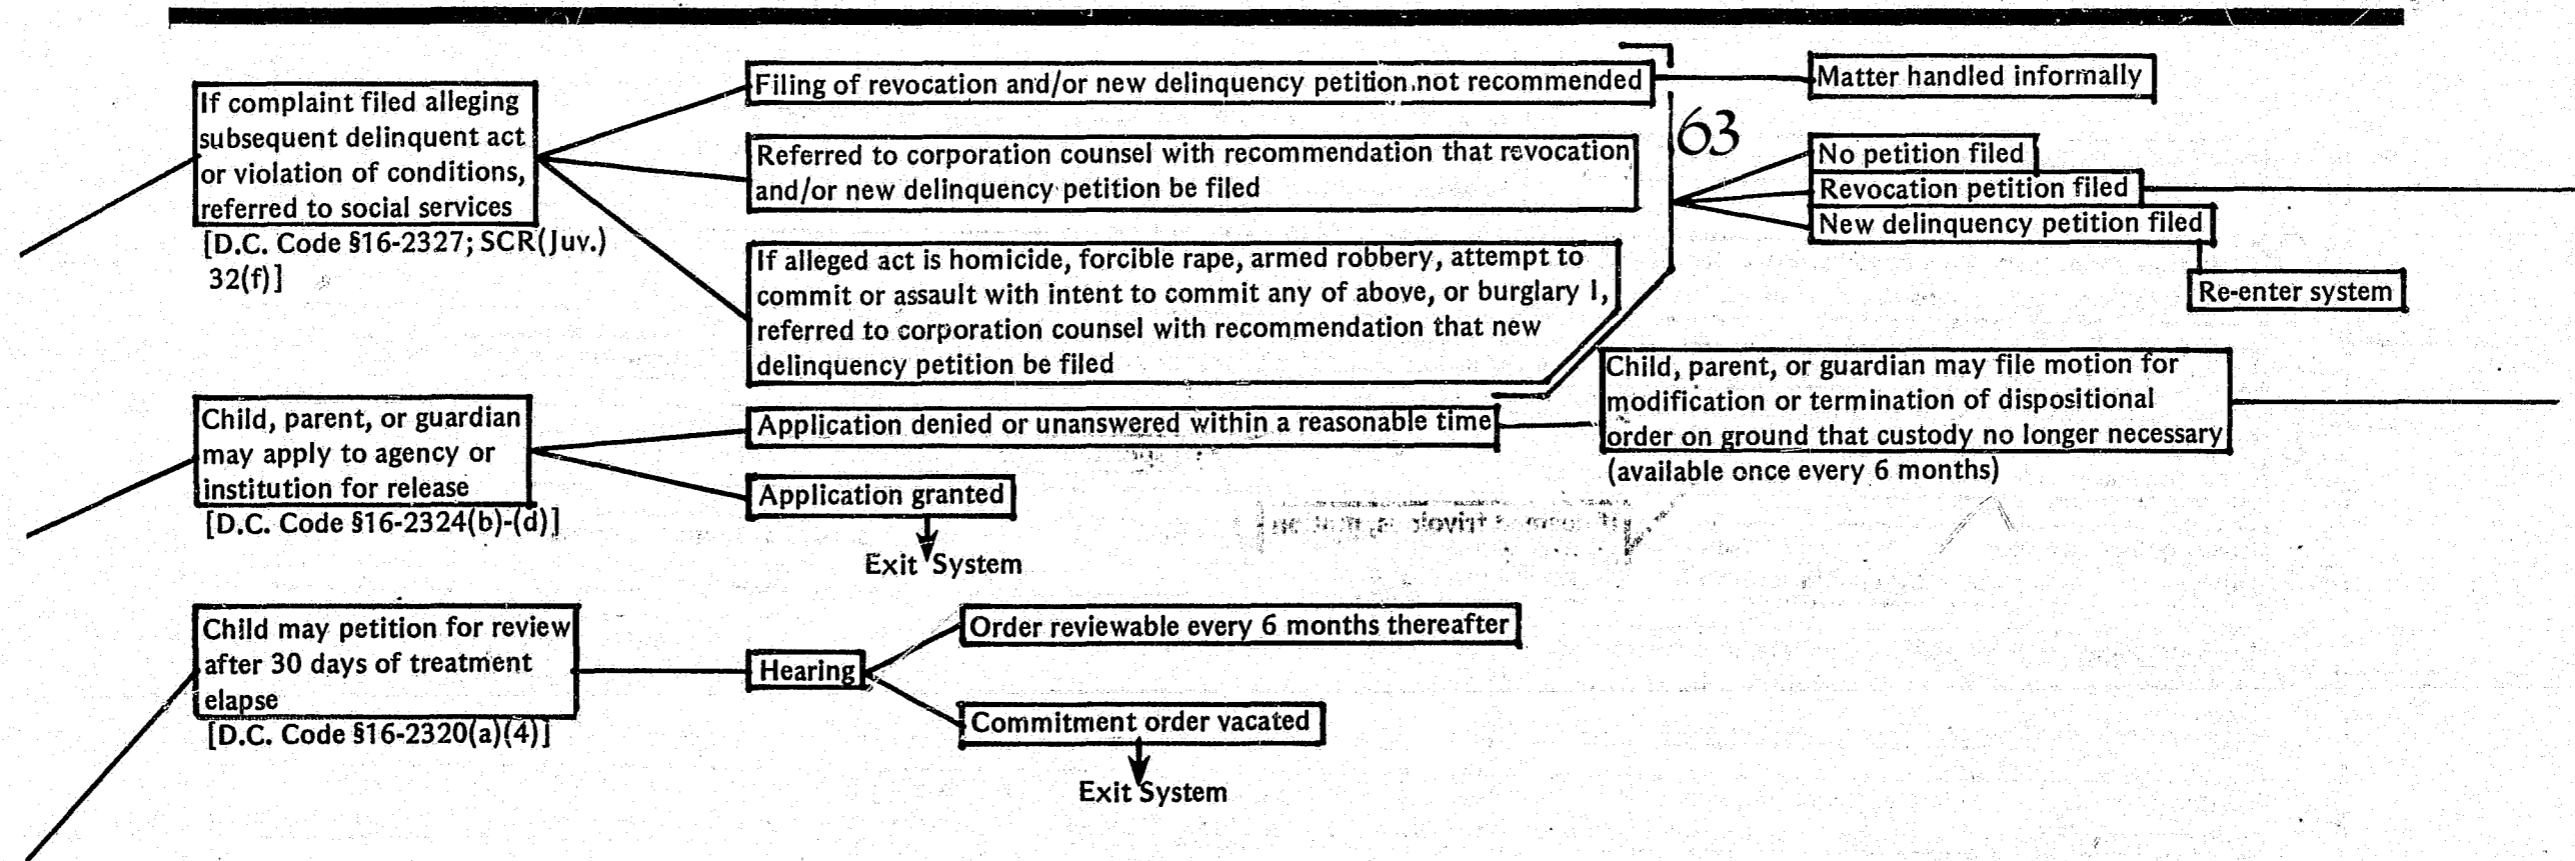 If complaint filed alleging
subsequent delinquent act
or violation of conditions,
referred to social services
[D.C. Code §16-2327; SCR(Juv.)
32(f)]
Filing of revocation and/or new delinquency petition not recommended
Matter handled informally
Referred to corporation counsel with recommendation that revocation
and/or new delinquency petition be filed
If alleged act is homicide, forcible rape, armed robbery, attempt to
commit or assault with intent to commit any of above, or burglary I,
referred to corporation counsel with recommendation that new
delinquency petition be filed
63
No petition filed
Revocation petition filed
New delinquency petition filed
Re-enter system
Child, parent, or guardian
may apply to agency or
institution for release
[D.C. Code §16-2324(b)-(d)]
Application denied or unanswered within a reasonable time
Application granted
Exit System
Child, parent, or guardian may file motion for
modification or termination of dispositional
order on ground that custody no longer necessary
(available once every 6 months)
Child may petition for review
after 30 days of treatment
elapse
[D.C. Code §16-2320(a)(4)]
Hearing
Order reviewable every 6 months thereafter
Commitment order vacated
Exit System